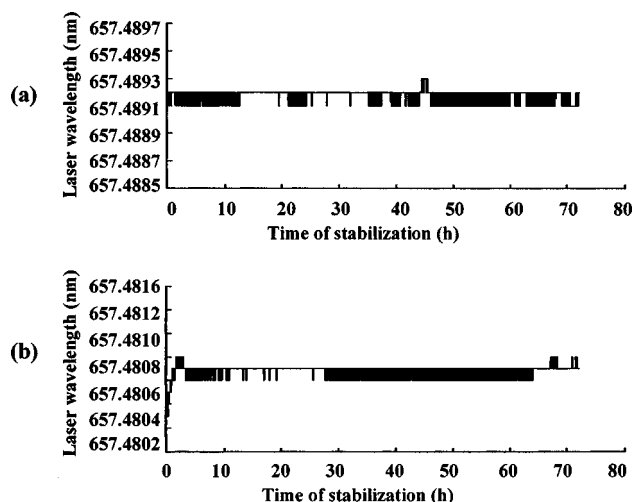 (a)
Laser wavelength (nm)
657.4897
657.4895
657.4893
657.4891
657.4889
657.4887
657.4885
0 10 20 30 40 50 60 70 80
Time of stabilization (h)
(b)
Laser wavelength (nm)
657.4816
657.4812
657.4810
657.4808
657.4806
657.4804
657.4802
0 10 20 30 40 50 60 70 80
Time of stabilization (h)